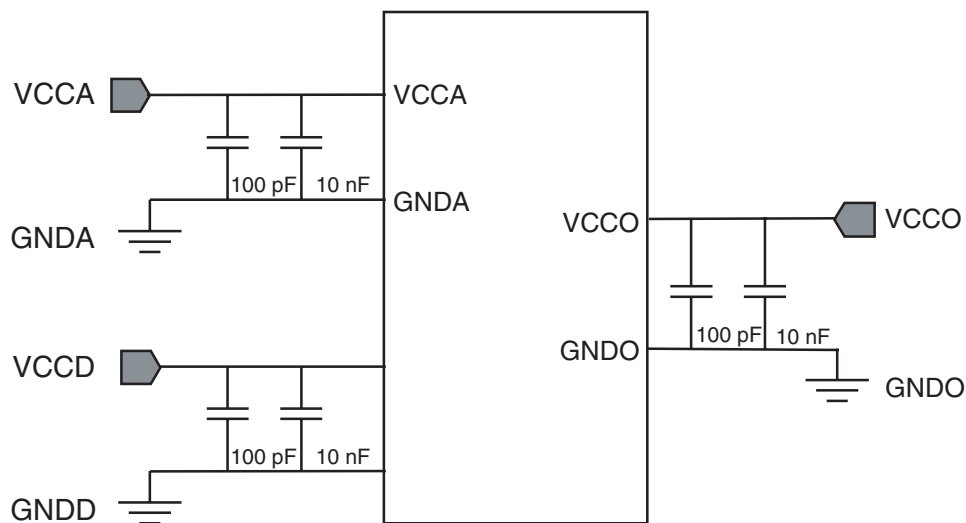 VCCA
VCCA
100 pF
10 nF
GNDA
GNDA
VCCO
VCCO
100 pF
10 nF
GNDO
GNDO
VCCD
100 pF
10 nF
GNDD